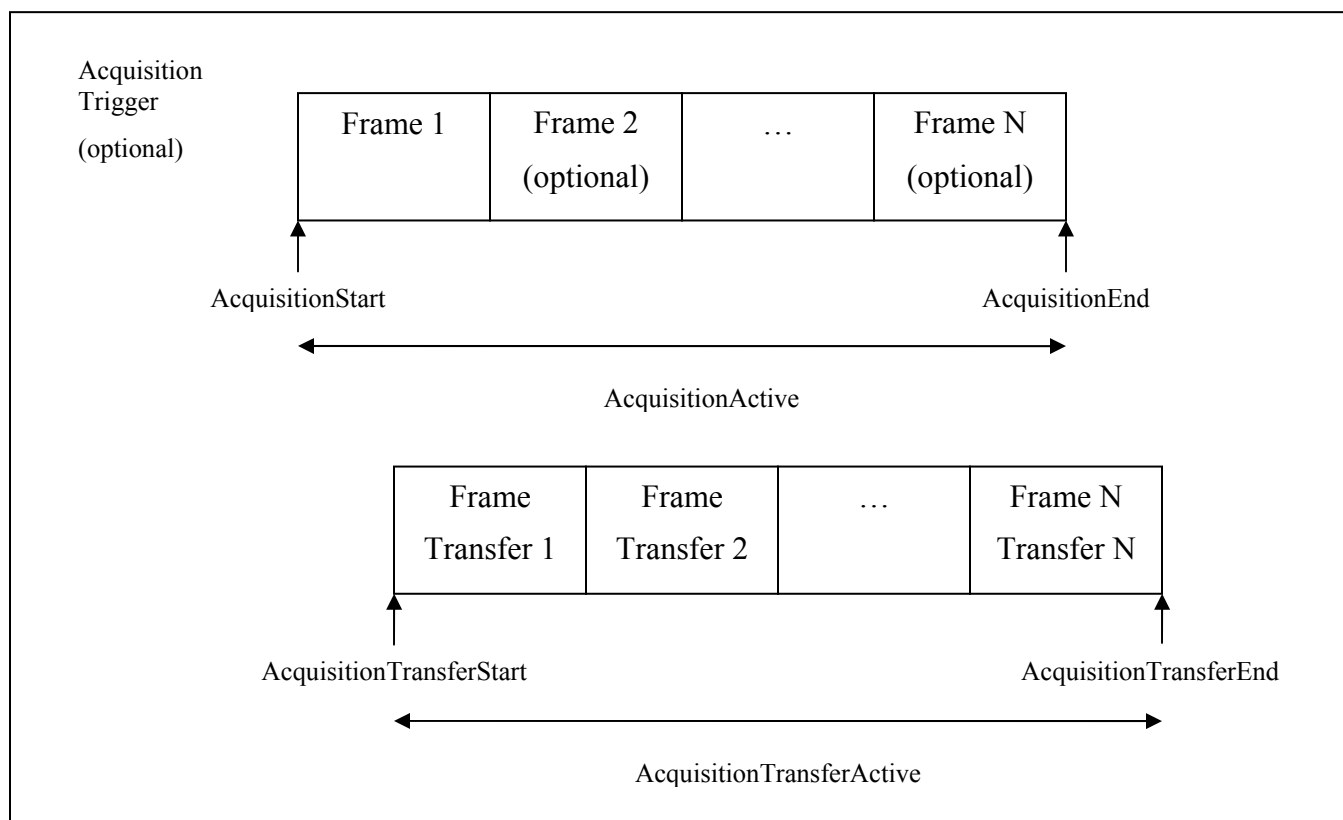 Acquisition
Trigger
(optional)
Frame 1
Frame 2
(optional)
…
Frame N
(optional)
AcquisitionStart
AcquisitionEnd
AcquisitionActive
Frame
Transfer 1
Frame
Transfer 2
…
Frame N
Transfer N
AcquisitionTransferStart
AcquisitionTransferEnd
AcquisitionTransferActive